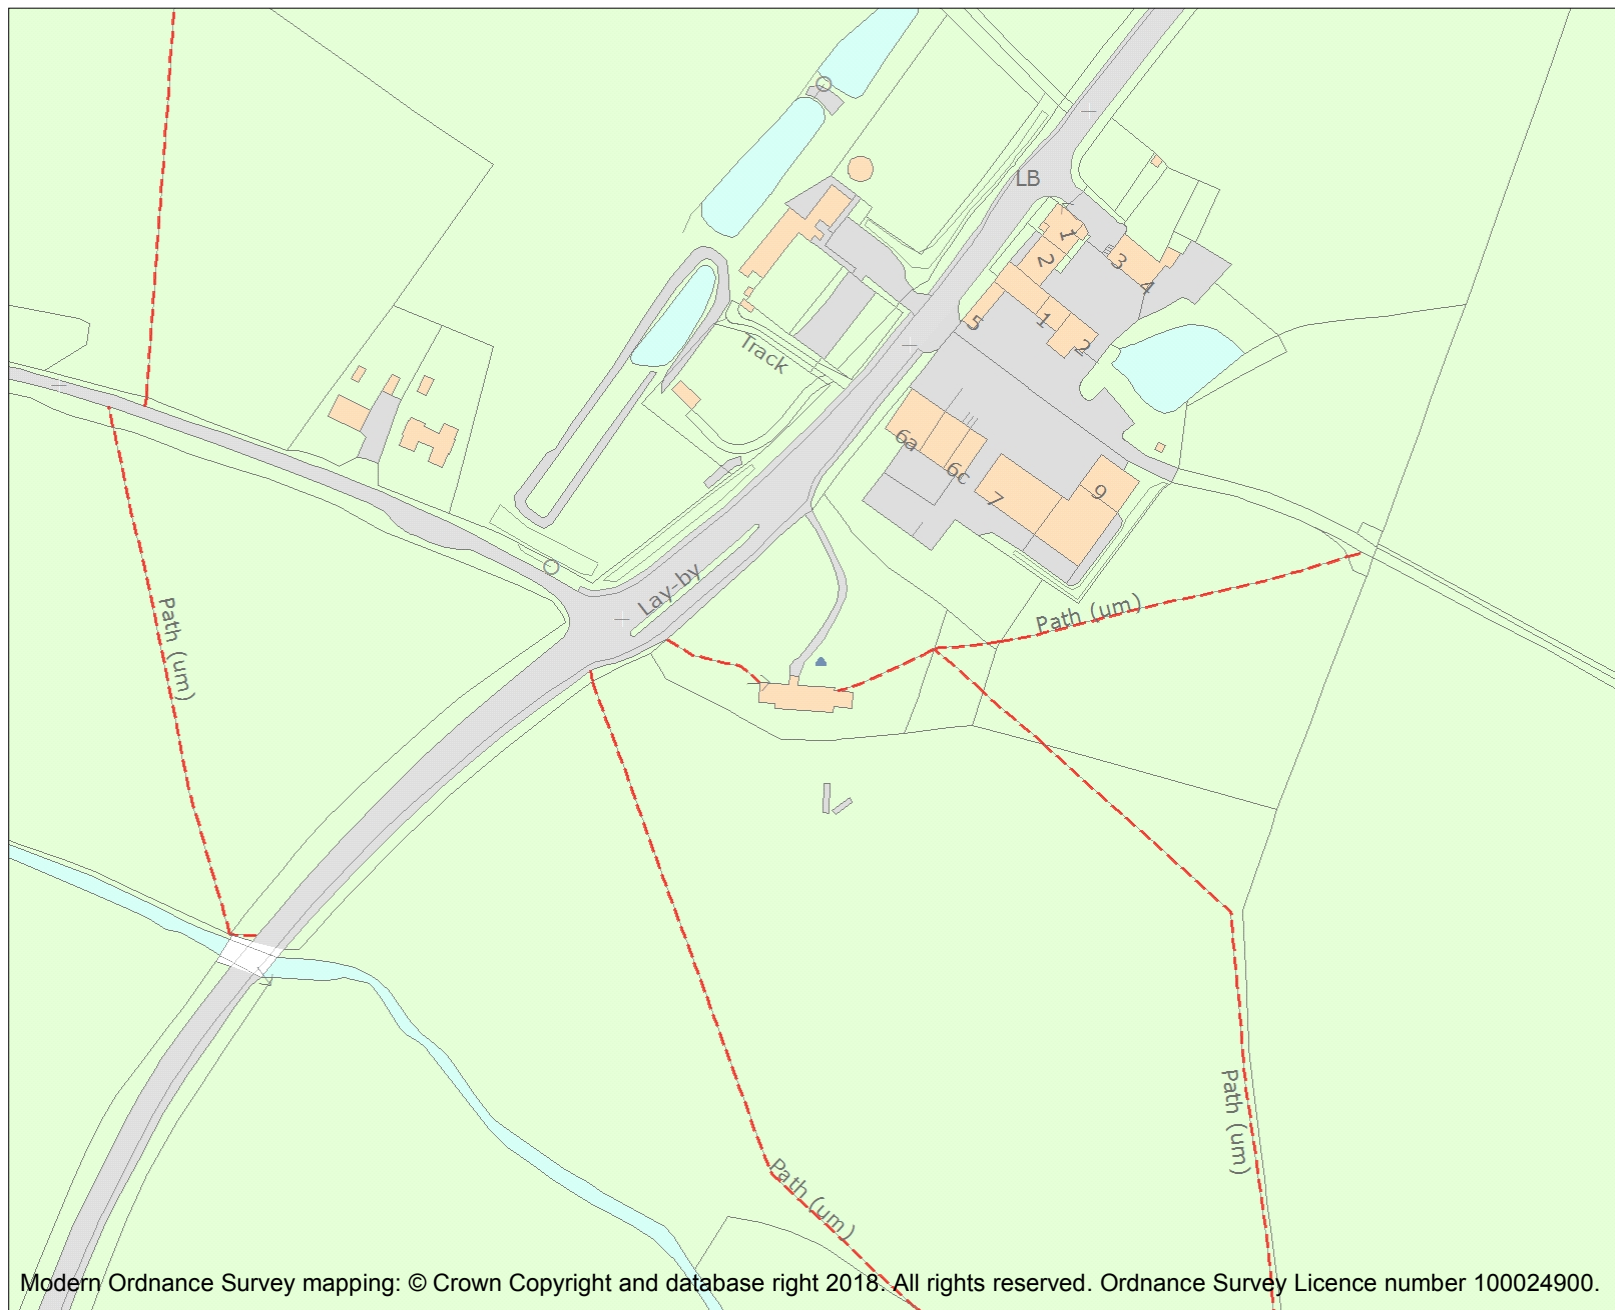 LB
1
2
3
4
5
1
2
Track
6a
6c
7
9
Lay-by
Path (um)
Path (um)
Path (um)
Path (um)
Modern Ordnance Survey mapping: © Crown Copyright and database right 2018. All rights reserved. Ordnance Survey Licence number 100024900.